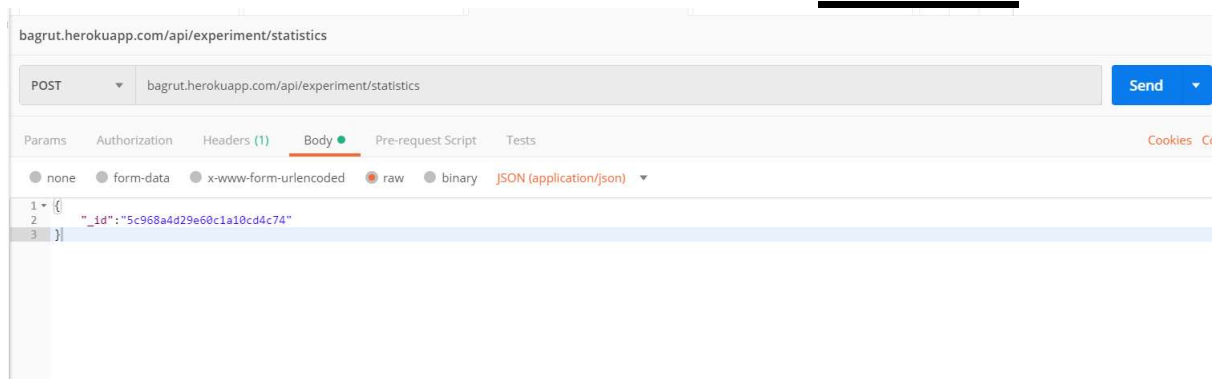 bagrut.herokuapp.com/api/experiment/statistics
POST bagrut.herokuapp.com/api/experiment/statistics Send
Params Authorization Headers (1) Body Pre-request Script Tests Cookies
none form-data x-www-form-urlencoded raw binary JSON (application/json)
1 {
2 "_id":"5c968a4d29e60c1a10cd4c74"
3 }